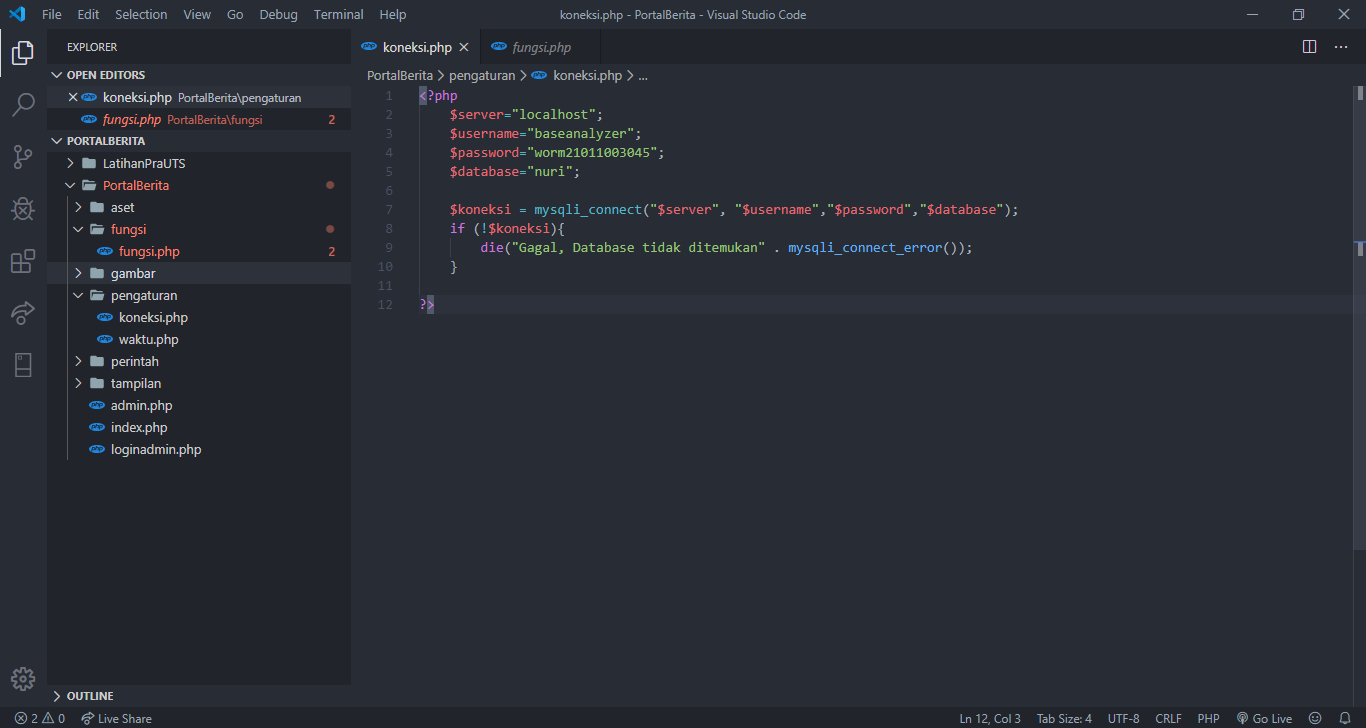 File Edit Selection View Go Debug Terminal Help
koneksi.php - PortalBerita - Visual Studio Code
EXPLORER
OPEN EDITORS
koneksi.php PortalBerita\pengaturan
fungsi.php PortalBerita\fungsi 2
PORTALBERITA
LatihanPraUTS
PortalBerita
aset
fungsi
fungsi.php 2
gambar
pengaturan
koneksi.php
waktu.php
perintah
tampilan
admin.php
index.php
loginadmin.php
OUTLINE
koneksi.php fungsi.php
PortalBerita > pengaturan > koneksi.php > ...
1 <?php
2 $server="localhost";
3 $username="baseanalyzer";
4 $password="worm21011003045";
5 $database="nuri";
6
7 $koneksi = mysqli_connect("$server", "$username","$password","$database");
8 if (!$koneksi){
9 die("Gagal, Database tidak ditemukan" . mysqli_connect_error());
10 }
11
12 ?>
2 0 Live Share
Ln 12, Col 3 Tab Size: 4 UTF-8 CRLF PHP Go Live